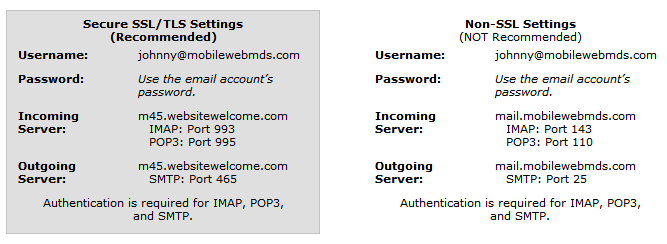 Secure SSL/TLS Settings
(Recommended)
Username: johnny@mobilewebmds.com
Password: Use the email account's
password.
Incoming m45.websitewelcome.com
Server: IMAP: Port 993
POP3: Port 995
Outgoing m45.websitewelcome.com
Server: SMTP: Port 465
Authentication is required for IMAP, POP3,
and SMTP.
Non-SSL Settings
(NOT Recommended)
Username: johnny@mobilewebmds.com
Password: Use the email account's
password.
Incoming mail.mobilewebmds.com
Server: IMAP: Port 143
POP3: Port 110
Outgoing mail.mobilewebmds.com
Server: SMTP: Port 25
Authentication is required for IMAP, POP3,
and SMTP.